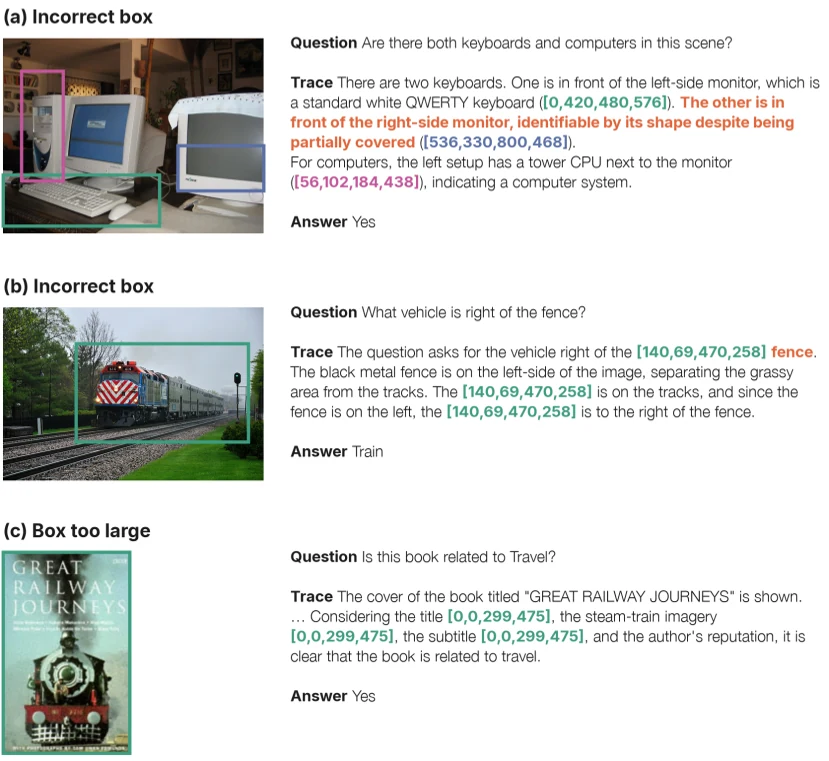 (a) Incorrect box
Question Are there both keyboards and computers in this scene?
Trace There are two keyboards. One is in front of the left-side monitor, which is
a standard white QWERTY keyboard ([0,420,480,576]). The other is in
front of the right-side monitor, identifiable by its shape despite being
partially covered ([536,330,800,468]).
For computers, the left setup has a tower CPU next to the monitor
([56,102,184,438]), indicating a computer system.
Answer Yes
(b) Incorrect box
Question What vehicle is right of the fence?
Trace The question asks for the vehicle right of the [140,69,470,258] fence.
The black metal fence is on the left-side of the image, separating the grassy
area from the tracks. The [140,69,470,258] is on the tracks, and since the
fence is on the left, the [140,69,470,258] is to the right of the fence.
Answer Train
(c) Box too large
GREAT
RAILWAY
JOURNEYS
Question Is this book related to Travel?
Trace The cover of the book titled "GREAT RAILWAY JOURNEYS" is shown.
... Considering the title [0,0,299,475], the steam-train imagery
[0,0,299,475], the subtitle [0,0,299,475], and the author's reputation, it is
clear that the book is related to travel.
Answer Yes